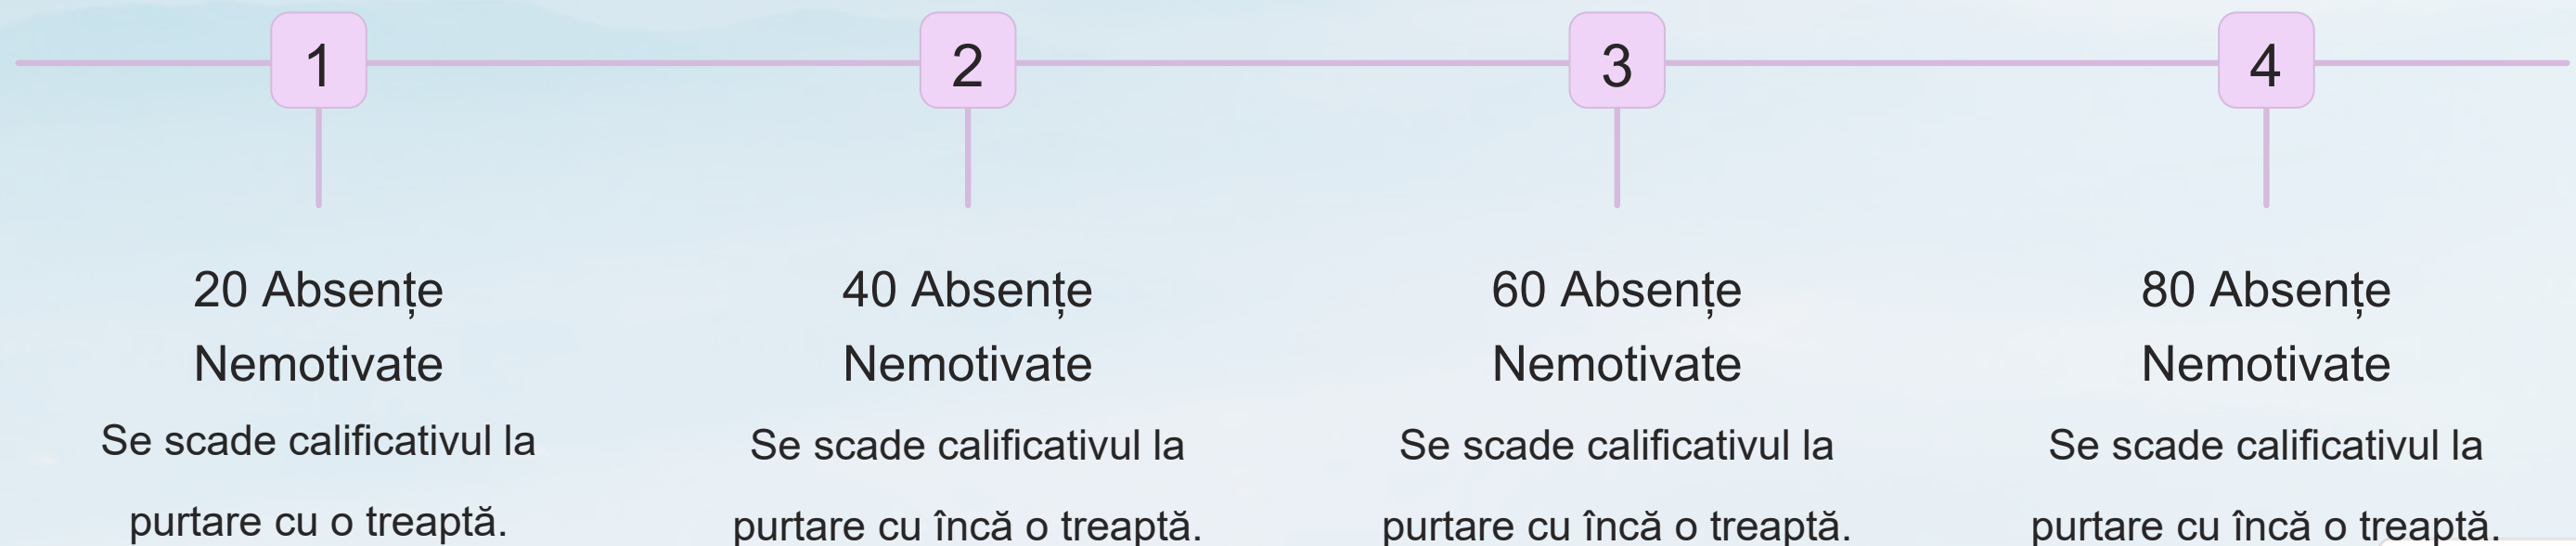 1
20 Absențe
Nemotivate
Se scade calificativul la
purtare cu o treaptă.
2
40 Absențe
Nemotivate
Se scade calificativul la
purtare cu încă o treaptă.
3
60 Absențe
Nemotivate
Se scade calificativul la
purtare cu încă o treaptă.
4
80 Absențe
Nemotivate
Se scade calificativul la
purtare cu încă o treaptă.